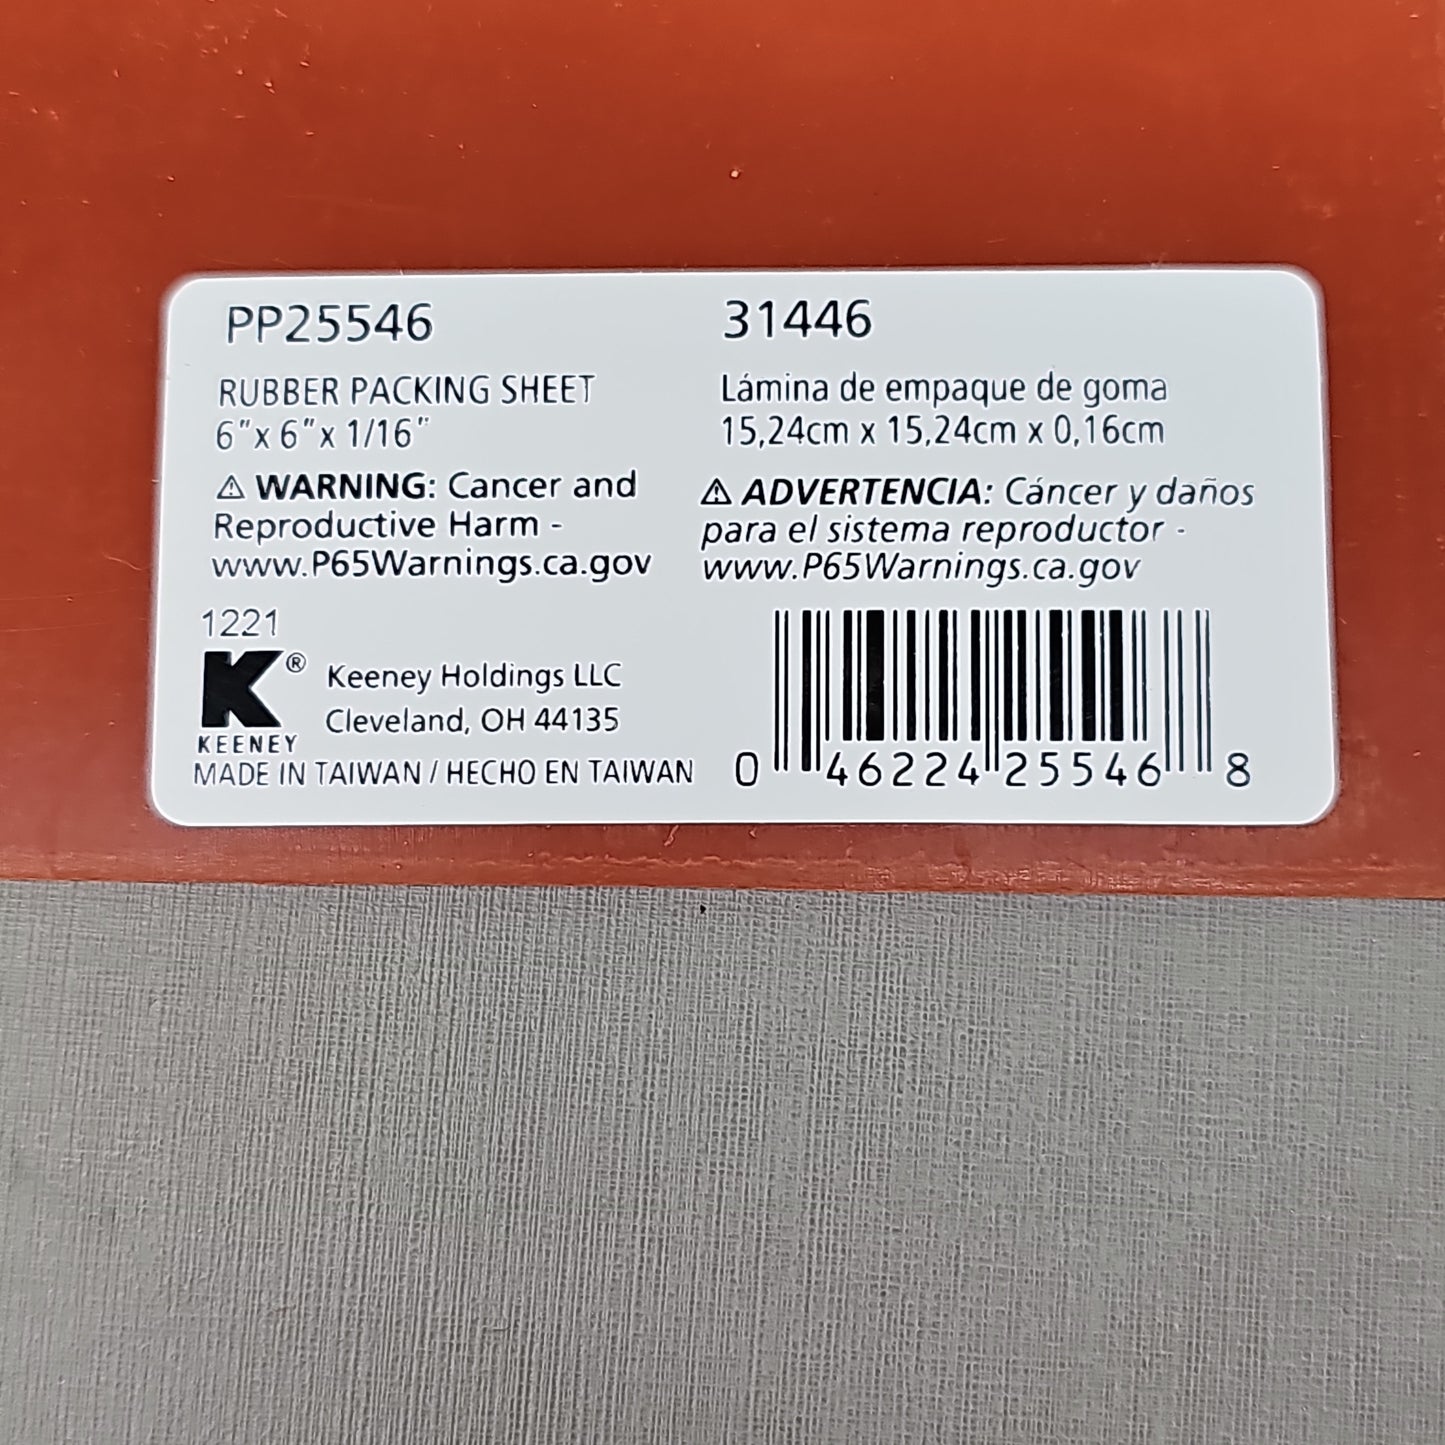 PP25546
RUBBER PACKING SHEET
6"x 6"x 1/16"
⚠ WARNING: Cancer and
Reproductive Harm -
www.P65Warnings.ca.gov
31446
Lámina de empaque de goma
15,24cm x 15,24cm x 0,16cm
⚠ ADVERTENCIA: Cáncer y daños
para el sistema reproductor -
www.P65Warnings.ca.gov
1221
K®
KEENEY
Keeney Holdings LLC
Cleveland, OH 44135
MADE IN TAIWAN / HECHO EN TAIWAN
0 46224 25546 8